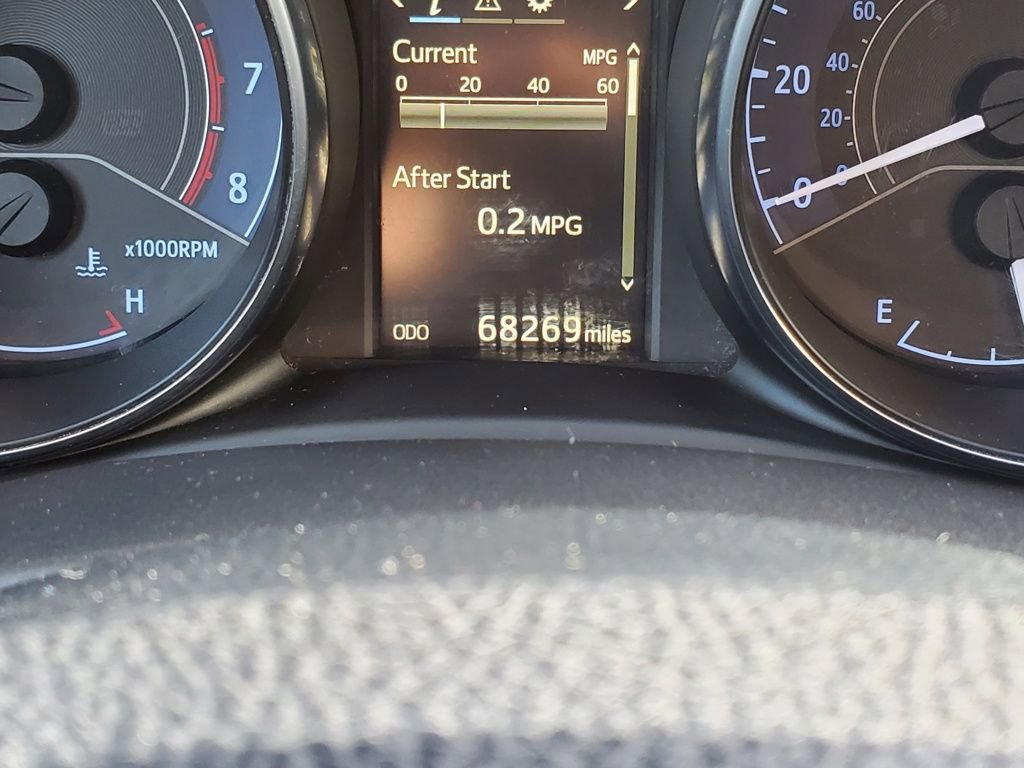 7
8
x1000RPM
H
Current MPG
0 20 40 60
After Start
0.2 MPG
ODO 68269 miles
60
20 40
20
0 0
E